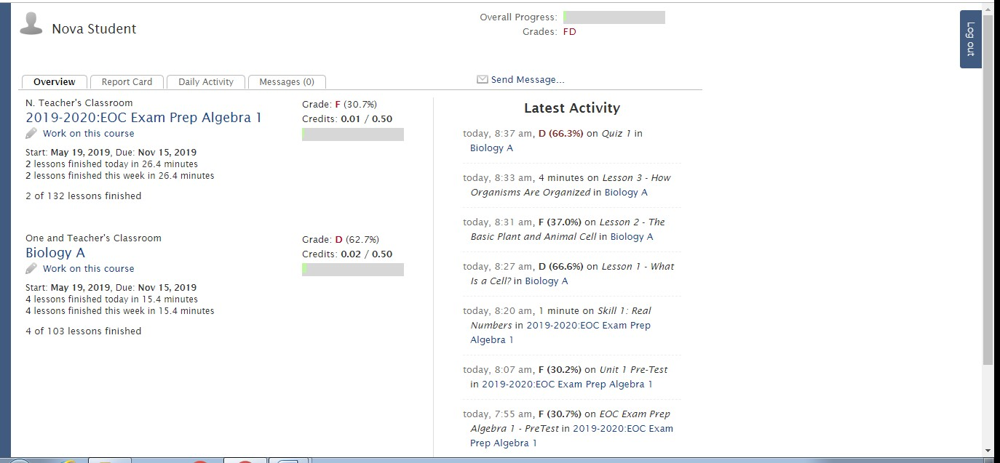 Nova Student
Overall Progress:
Grades: FD
Log out
Overview
Report Card
Daily Activity
Messages (0)
Send Message...
N. Teacher's Classroom
2019-2020:EOC Exam Prep Algebra 1
Work on this course
Start: May 19, 2019, Due: Nov 15, 2019
2 lessons finished today in 26.4 minutes
2 lessons finished this week in 26.4 minutes
2 of 132 lessons finished
Grade: F (30.7%)
Credits: 0.01 / 0.50
One and Teacher's Classroom
Biology A
Work on this course
Start: May 19, 2019, Due: Nov 15, 2019
4 lessons finished today in 15.4 minutes
4 lessons finished this week in 15.4 minutes
4 of 103 lessons finished
Grade: D (62.7%)
Credits: 0.02 / 0.50
Latest Activity
today, 8:37 am, D (66.3%) on Quiz 1 in
Biology A
today, 8:33 am, 4 minutes on Lesson 3 - How
Organisms Are Organized in Biology A
today, 8:31 am, F (37.0%) on Lesson 2 - The
Basic Plant and Animal Cell in Biology A
today, 8:27 am, D (66.6%) on Lesson 1 - What
Is a Cell? in Biology A
today, 8:20 am, 1 minute on Skill 1: Real
Numbers in 2019-2020:EOC Exam Prep
Algebra 1
today, 8:07 am, F (30.2%) on Unit 1 Pre-Test
in 2019-2020:EOC Exam Prep Algebra 1
today, 7:55 am, F (30.7%) on EOC Exam Prep
Algebra 1 - PreTest in 2019-2020:EOC Exam
Prep Algebra 1